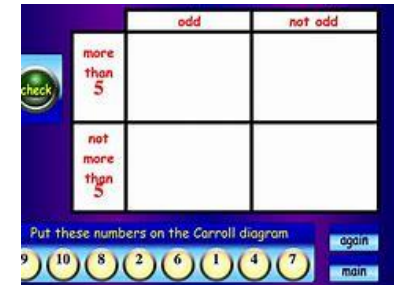 odd not odd
more
than
5
check
not
more
than
5
Put these numbers on the Carroll diagram
again
9 10 8 2 6 1 4 7
main